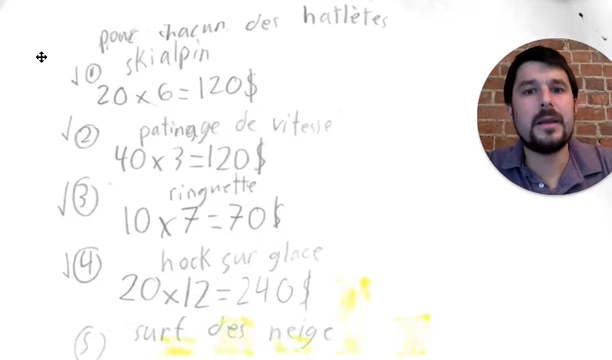 pour chacun des hatlètes
√① skialpin
20 x 6 = 120$
√② patinage de vitesse
40 x 3 = 120$
√③ ringuette
10 x 7 = 70$
√④ hock sur glace
20 x 12 = 240$
⑤ surf des neige